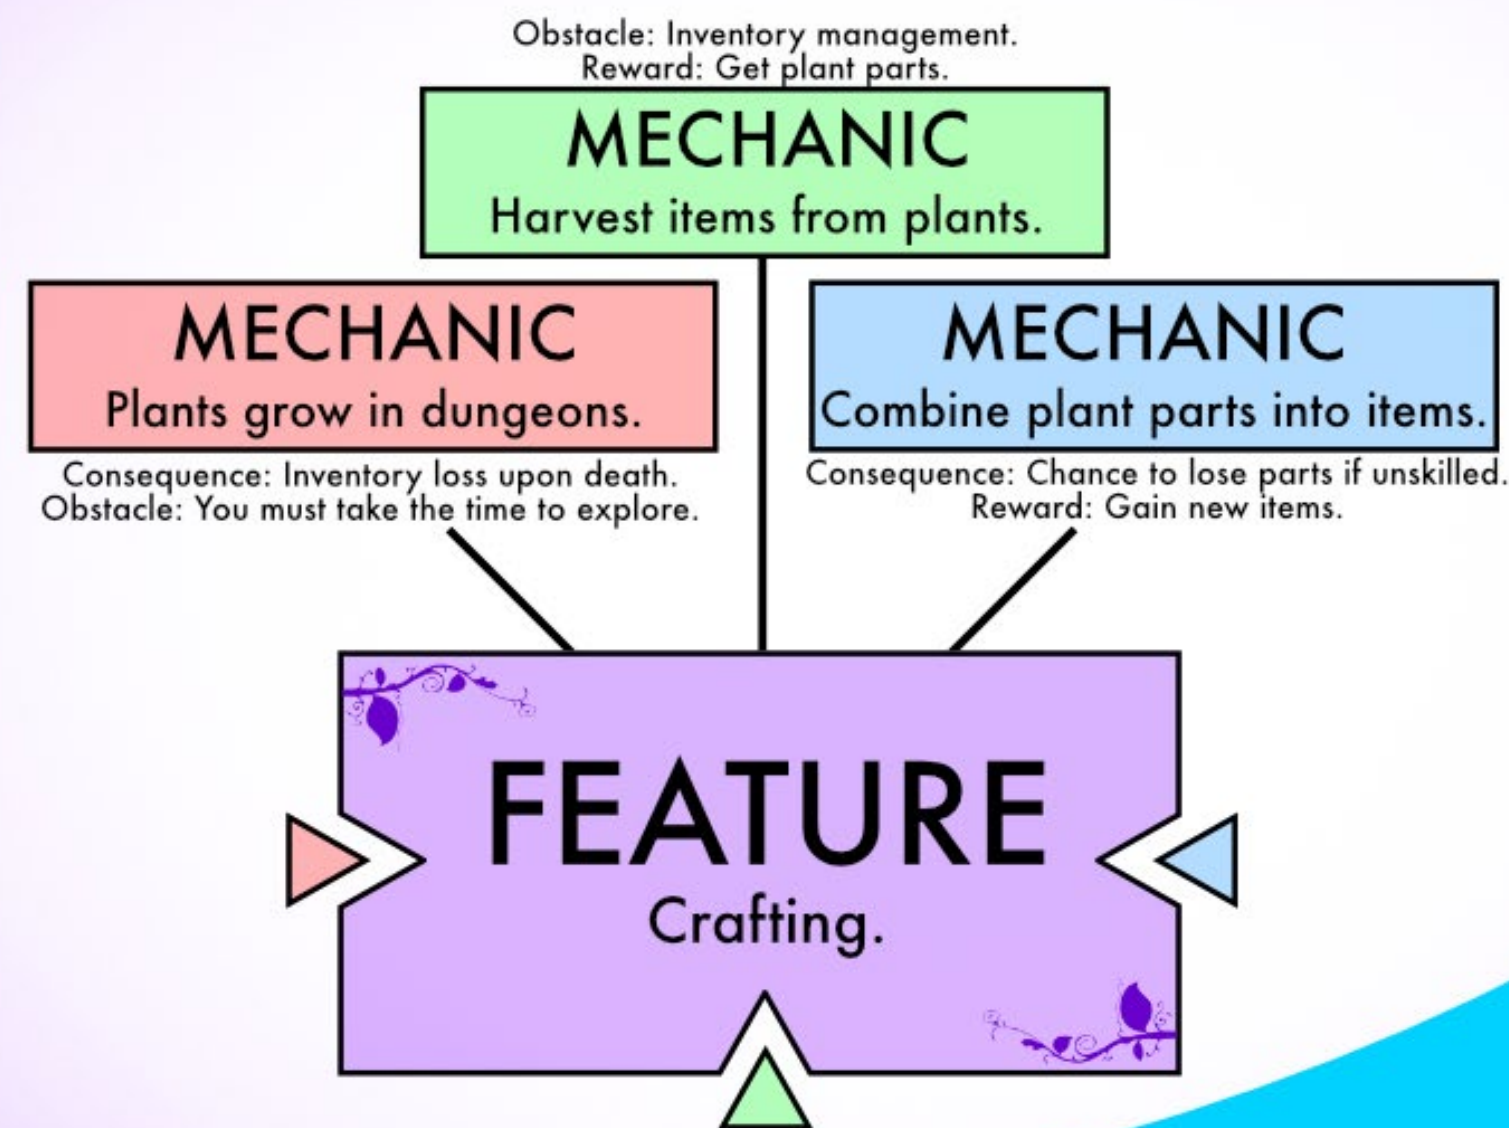 Obstacle: Inventory management.
Reward: Get plant parts.
MECHANIC
Harvest items from plants.
MECHANIC
Plants grow in dungeons.
Consequence: Inventory loss upon death.
Obstacle: You must take the time to explore.
MECHANIC
Combine plant parts into items.
Consequence: Chance to lose parts if unskilled.
Reward: Gain new items.
FEATURE
Crafting.